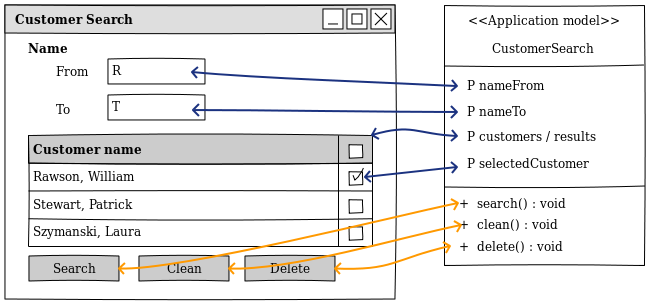 Customer Search
Name
From R
To T
Customer name
Rawson, William
Stewart, Patrick
Szymanski, Laura
Search Clean Delete
<<Application model>>
CustomerSearch
P nameFrom
P nameTo
P customers / results
P selectedCustomer
+ search() : void
+ clean() : void
+ delete() : void